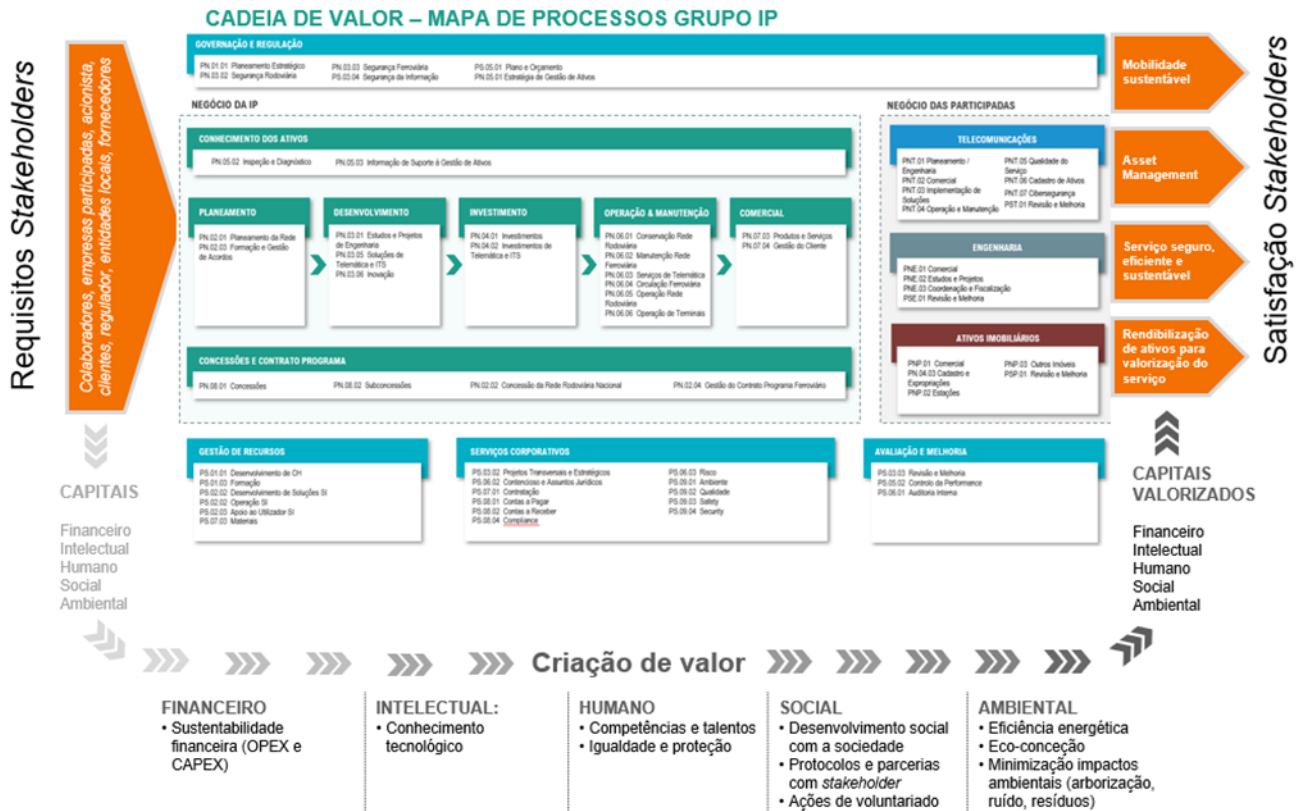 CADEIA DE VALOR – MAPA DE PROCESSOS GRUPO IP
Requisitos Stakeholders
Colaboradores, empresas participadas, acionista,
clientes, regulador, entidades locais, fornecedores
GOVERNAÇÃO E REGULAÇÃO
PN.01.01 Planeamento Estratégico
PN.03.02 Segurança Rodoviária
PN.03.03 Segurança Ferroviária
PS.03.04 Segurança da Informação
PS.05.01 Plano e Orçamento
PN.05.01 Estratégia de Gestão de Ativos
NEGÓCIO DA IP
CONHECIMENTO DOS ATIVOS
PN.05.02 Inspeção e Diagnóstico
PN.05.03 Informação de Suporte à Gestão de Ativos
PLANEAMENTO
PN.02.01 Planeamento da Rede
PN.02.03 Formação e Gestão
de Acordos
DESENVOLVIMENTO
PN.03.01 Estudos e Projetos
de Engenharia
PN.03.05 Soluções de
Telemática e ITS
PN.03.06 Inovação
INVESTIMENTO
PN.04.01 Investimentos
PN.04.02 Investimentos de
Telemática e ITS
OPERAÇÃO & MANUTENÇÃO
PN.06.01 Conservação Rede
Rodoviária
PN.06.02 Manutenção Rede
Ferroviária
PN.06.03 Serviços de Telemática
PN.06.04 Circulação Ferroviária
PN.06.05 Operação Rede
Rodoviária
PN.06.06 Operação de Terminais
COMERCIAL
PN.07.03 Produtos e Serviços
PN.07.04 Gestão do Cliente
CONCESSÕES E CONTRATO PROGRAMA
PN.08.01 Concessões
PN.08.02 Subconcessões
PN.02.02 Concessão da Rede Rodoviária Nacional
PN.02.04 Gestão do Contrato Programa Ferroviário
NEGÓCIO DAS PARTICIPADAS
TELECOMUNICAÇÕES
PNT.01 Planeamento /
Engenharia
PNT.02 Comercial
PNT.03 Implementação de
Soluções
PNT.04 Operação e Manutenção
PNT.05 Qualidade do
Serviço
PNT.06 Cadastro de Ativos
PNT.07 Cibersegurança
PST.01 Revisão e Melhoria
ENGENHARIA
PNE.01 Comercial
PNE.02 Estudos e Projetos
PNE.03 Coordenação e Fiscalização
PSE.01 Revisão e Melhoria
ATIVOS IMOBILIÁRIOS
PNP.01 Comercial
PN.04.03 Cadastro e
Expropriações
PNP.02 Estações
PNP.03 Outros Imóveis
PSP.01 Revisão e Melhoria
GESTÃO DE RECURSOS
PS.01.01 Desenvolvimento de CH
PS.01.03 Formação
PS.02.02 Desenvolvimento de Soluções SI
PS.02.02 Operação SI
PS.02.03 Apoio ao Utilizador SI
PS.07.03 Materiais
SERVIÇOS CORPORATIVOS
PS.03.02 Projetos Transversais e Estratégicos
PS.06.02 Contencioso e Assuntos Jurídicos
PS.07.01 Contratação
PS.08.01 Contas a Pagar
PS.08.02 Contas a Receber
PS.08.04 Compliance
PS.06.03 Risco
PS.09.01 Ambiente
PS.09.02 Qualidade
PS.09.03 Safety
PS.09.04 Security
AVALIAÇÃO E MELHORIA
PS.03.03 Revisão e Melhoria
PS.05.02 Controlo da Performance
PS.06.01 Auditoria Interna
Mobilidade
sustentável
Asset
Management
Serviço seguro,
eficiente e
sustentável
Rendibilização
de ativos para
valorização do
serviço
Satisfação Stakeholders
CAPITAIS
Financeiro
Intelectual
Humano
Social
Ambiental
CAPITAIS
VALORIZADOS
Financeiro
Intelectual
Humano
Social
Ambiental
Criação de valor
FINANCEIRO
• Sustentabilidade
financeira (OPEX e
CAPEX)
INTELECTUAL:
• Conhecimento
tecnológico
HUMANO
• Competências e talentos
• Igualdade e proteção
SOCIAL
• Desenvolvimento social
com a sociedade
• Protocolos e parcerias
com stakeholder
• Ações de voluntariado
AMBIENTAL
• Eficiência energética
• Eco-conceção
• Minimização impactos
ambientais (arborização,
ruído, resíduos)